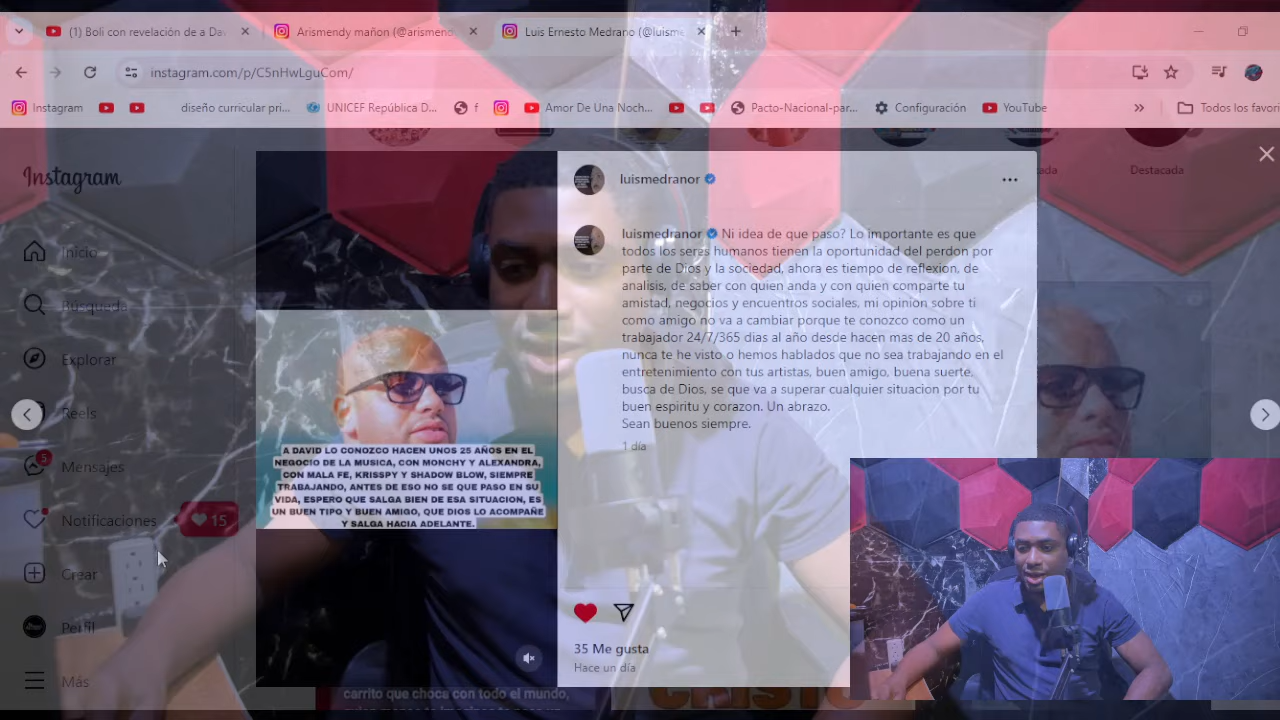 (1) Boli con revelación de a Da
Arismendy mañon (@arismend
Luis Ernesto Medrano (@luisme
instagram.com/p/C5nHwLguCom/
Instagram
diseño curricular pri...
UNICEF República D...
f
Amor De Una Noch...
Pacto-Nacional-par...
Configuración
YouTube
Todos los favori
Instagram
Inicio
Búsqueda
Explorar
Reels
5
Mensajes
Notificaciones
15
Crear
Perfil
Más
Destacada
luismedranor
luismedranor Ni idea de que paso? Lo importante es que
todos los seres humanos tienen la oportunidad del perdon por
parte de Dios y la sociedad, ahora es tiempo de reflexion, de
analisis, de saber con quien anda y con quien comparte tu
amistad, negocios y encuentros sociales, mi opinion sobre ti
como amigo no va a cambiar porque te conozco como un
trabajador 24/7/365 dias al año desde hacen mas de 20 años,
nunca te he visto o hemos hablados que no sea trabajando en el
entretenimiento con tus artistas, buen amigo, buena suerte,
busca de Dios, se que va a superar cualquier situacion por tu
buen espiritu y corazon. Un abrazo.
Sean buenos siempre.
1 día
A DAVID LO CONOZCO HACEN UNOS 25 AÑOS EN EL
NEGOCIO DE LA MUSICA, CON MONCHY Y ALEXANDRA,
CON MALA FE, KRISSPY Y SHADOW BLOW, SIEMPRE
TRABAJANDO, ANTES DE ESO NO SE QUE PASO EN SU
VIDA, ESPERO QUE SALGA BIEN DE ESA SITUACION, ES
UN BUEN TIPO Y BUEN AMIGO, QUE DIOS LO ACOMPAÑE
Y SALGA HACIA ADELANTE.
35 Me gusta
Hace un día
carrito que choca con todo el mundo,